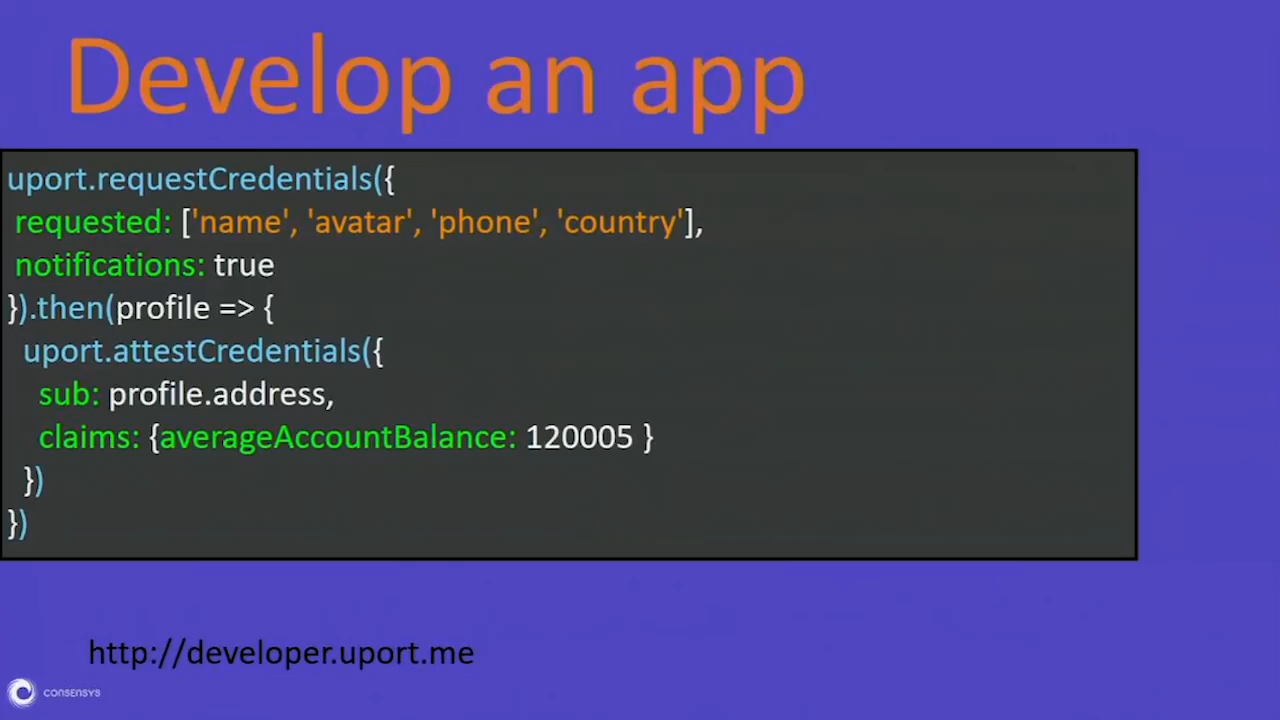 Develop an app
uport.requestCredentials({
requested: ['name', 'avatar', 'phone', 'country'],
notifications: true
}).then(profile => {
uport.attestCredentials({
sub: profile.address,
claims: {averageAccountBalance: 120005 }
})
})
http://developer.uport.me
CONSENSYS